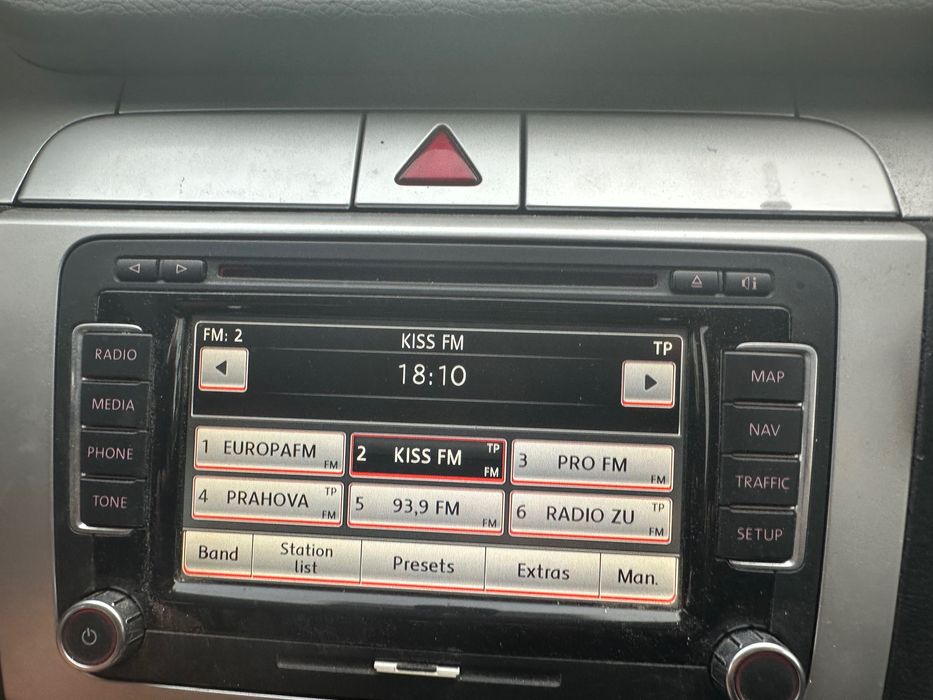 RADIO
MEDIA
PHONE
TONE
FM: 2
KISS FM
TP
18:10
1 EUROPAFM FM
2 KISS FM TP FM
3 PRO FM FM
4 PRAHOVA TP FM
5 93,9 FM FM
6 RADIO ZU TP FM
Band
Station
list
Presets
Extras
Man.
MAP
NAV
TRAFFIC
SETUP